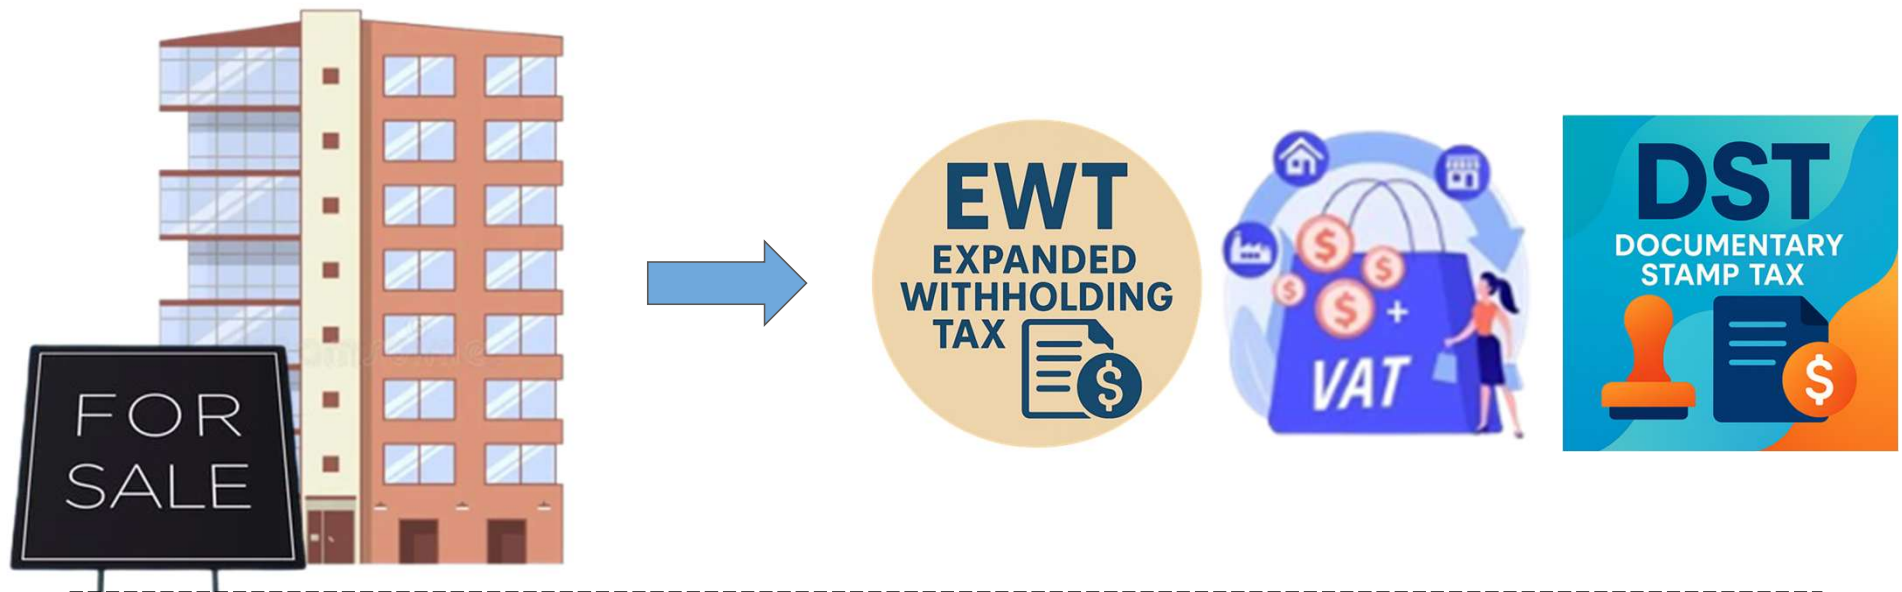 FOR
SALE
EWT
EXPANDED
WITHHOLDING
TAX
$
$
$
$
$
+
VAT
DST
DOCUMENTARY
STAMP TAX
$